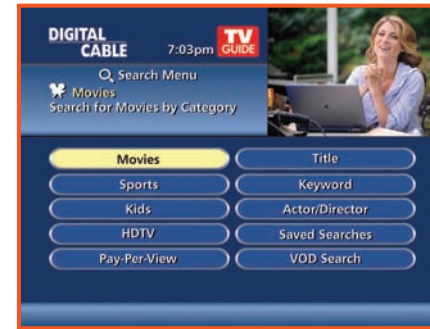 DIGITAL
CABLE
7:03pm
TV
GUIDE
Search Menu
Movies
Search for Movies by Category
Movies
Title
Sports
Keyword
Kids
Actor/Director
HDTV
Saved Searches
Pay-Per-View
VOD Search